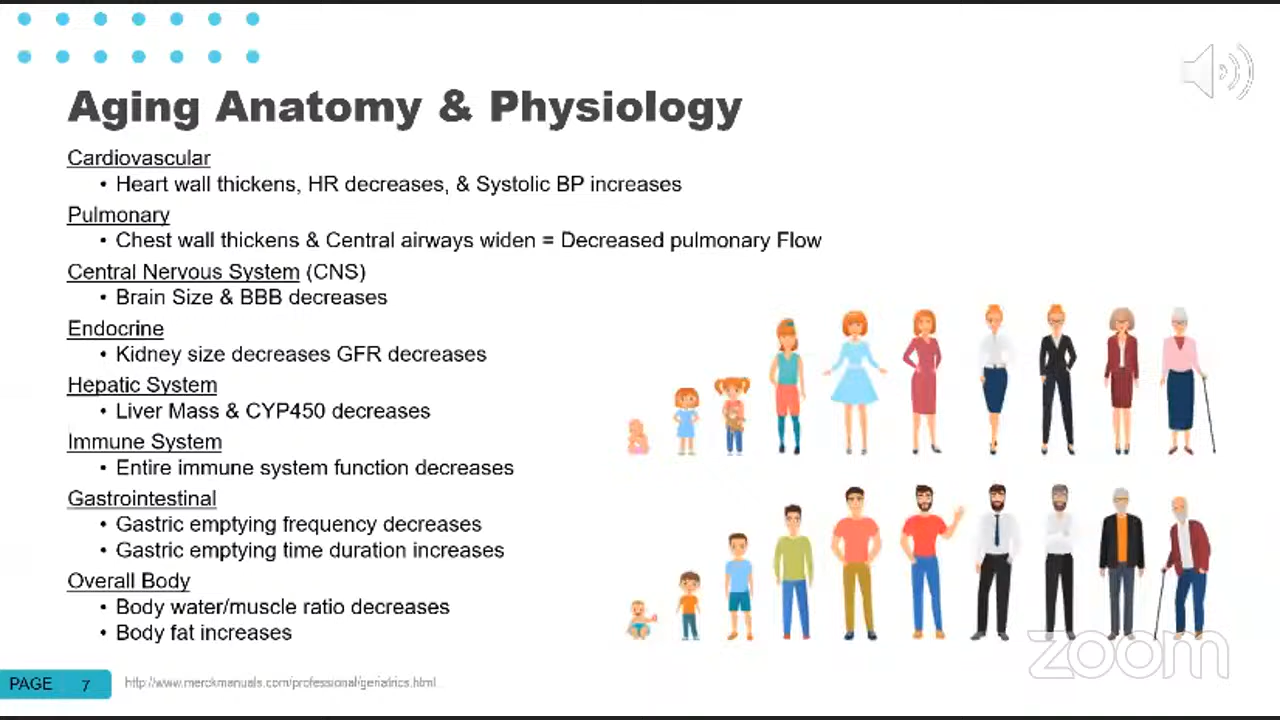 Aging Anatomy & Physiology
Cardiovascular
• Heart wall thickens, HR decreases, & Systolic BP increases
Pulmonary
• Chest wall thickens & Central airways widen = Decreased pulmonary Flow
Central Nervous System (CNS)
• Brain Size & BBB decreases
Endocrine
• Kidney size decreases GFR decreases
Hepatic System
• Liver Mass & CYP450 decreases
Immune System
• Entire immune system function decreases
Gastrointestinal
• Gastric emptying frequency decreases
• Gastric emptying time duration increases
Overall Body
• Body water/muscle ratio decreases
• Body fat increases
zoom
PAGE 7
http://www.merckmanuals.com/professional/geriatrics.html